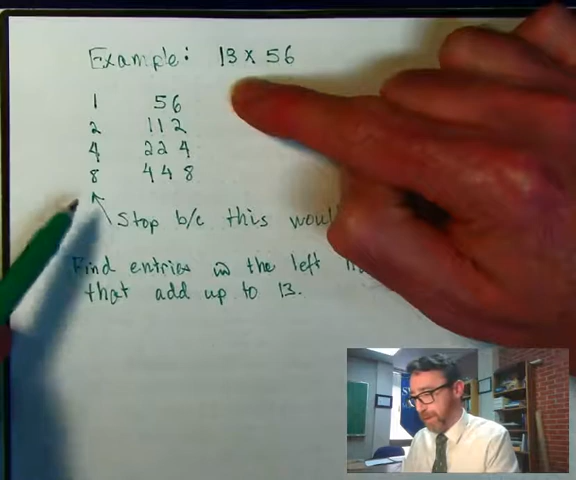 Example: 13 x 56
1 56
2 112
4 224
8 448
Stop b/c this
Find entries in the left
that add up to 13.